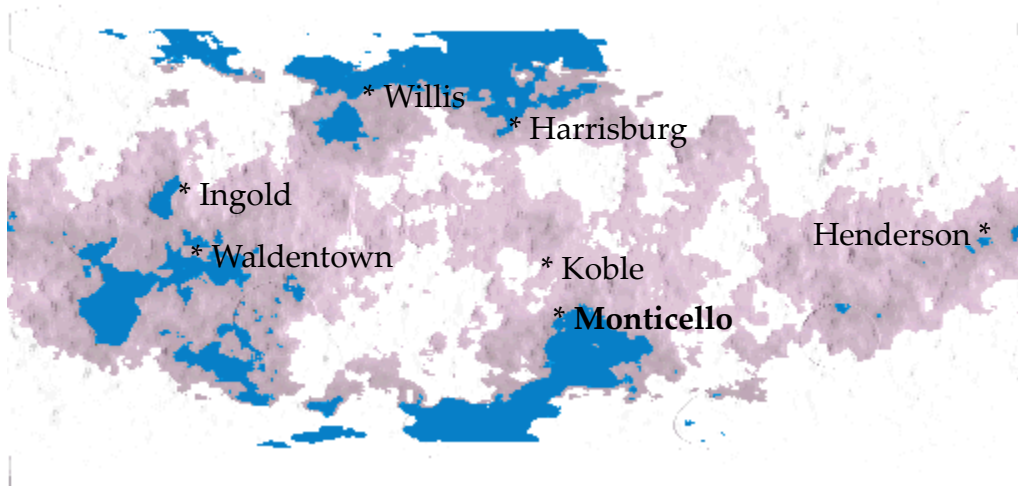 * Willis
* Harrisburg
* Ingold
Henderson *
* Waldentown
* Koble
* Monticello